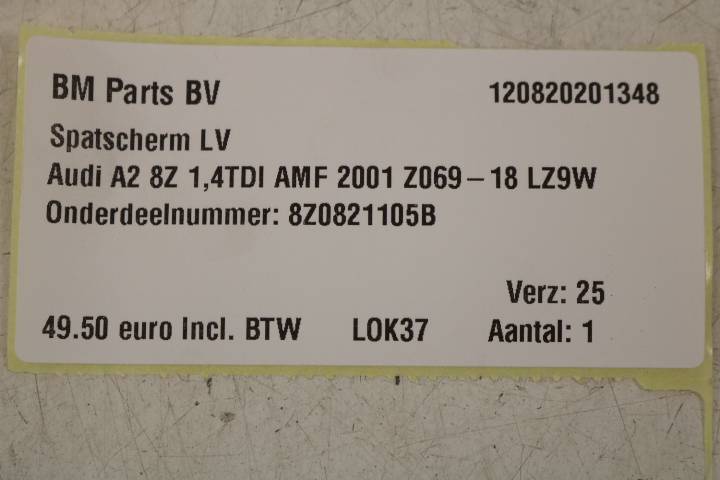 BM Parts BV 120820201348
Spatscherm LV
Audi A2 8Z 1,4TDI AMF 2001 Z069-18 LZ9W
Onderdeelnummer: 8Z0821105B
Verz: 25
49.50 euro Incl. BTW LOK37 Aantal: 1